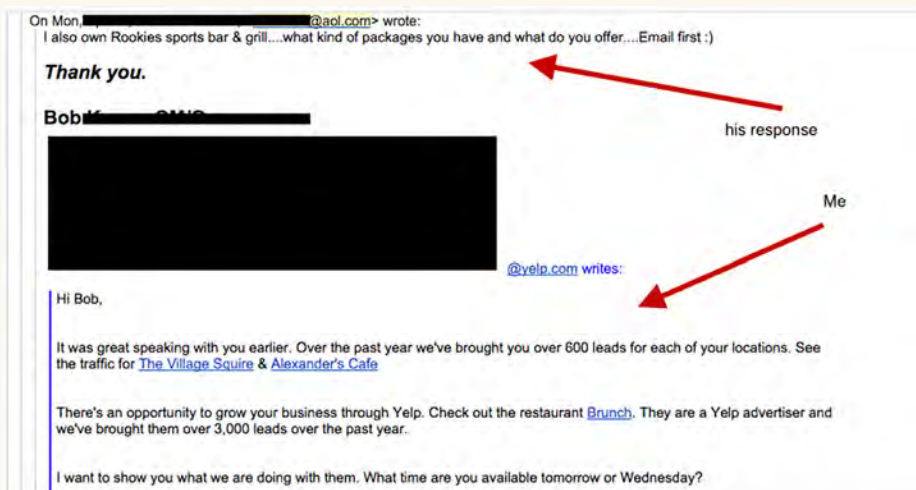 On Mon, @aol.com> wrote:
I also own Rookies sports bar & grill....what kind of packages you have and what do you offer....Email first :)
Thank you.
Bob
his response
Me
@yelp.com writes:
Hi Bob,
It was great speaking with you earlier. Over the past year we've brought you over 600 leads for each of your locations. See
the traffic for The Village Squire & Alexander's Cafe
There's an opportunity to grow your business through Yelp. Check out the restaurant Brunch. They are a Yelp advertiser and
we've brought them over 3,000 leads over the past year.
I want to show you what we are doing with them. What time are you available tomorrow or Wednesday?